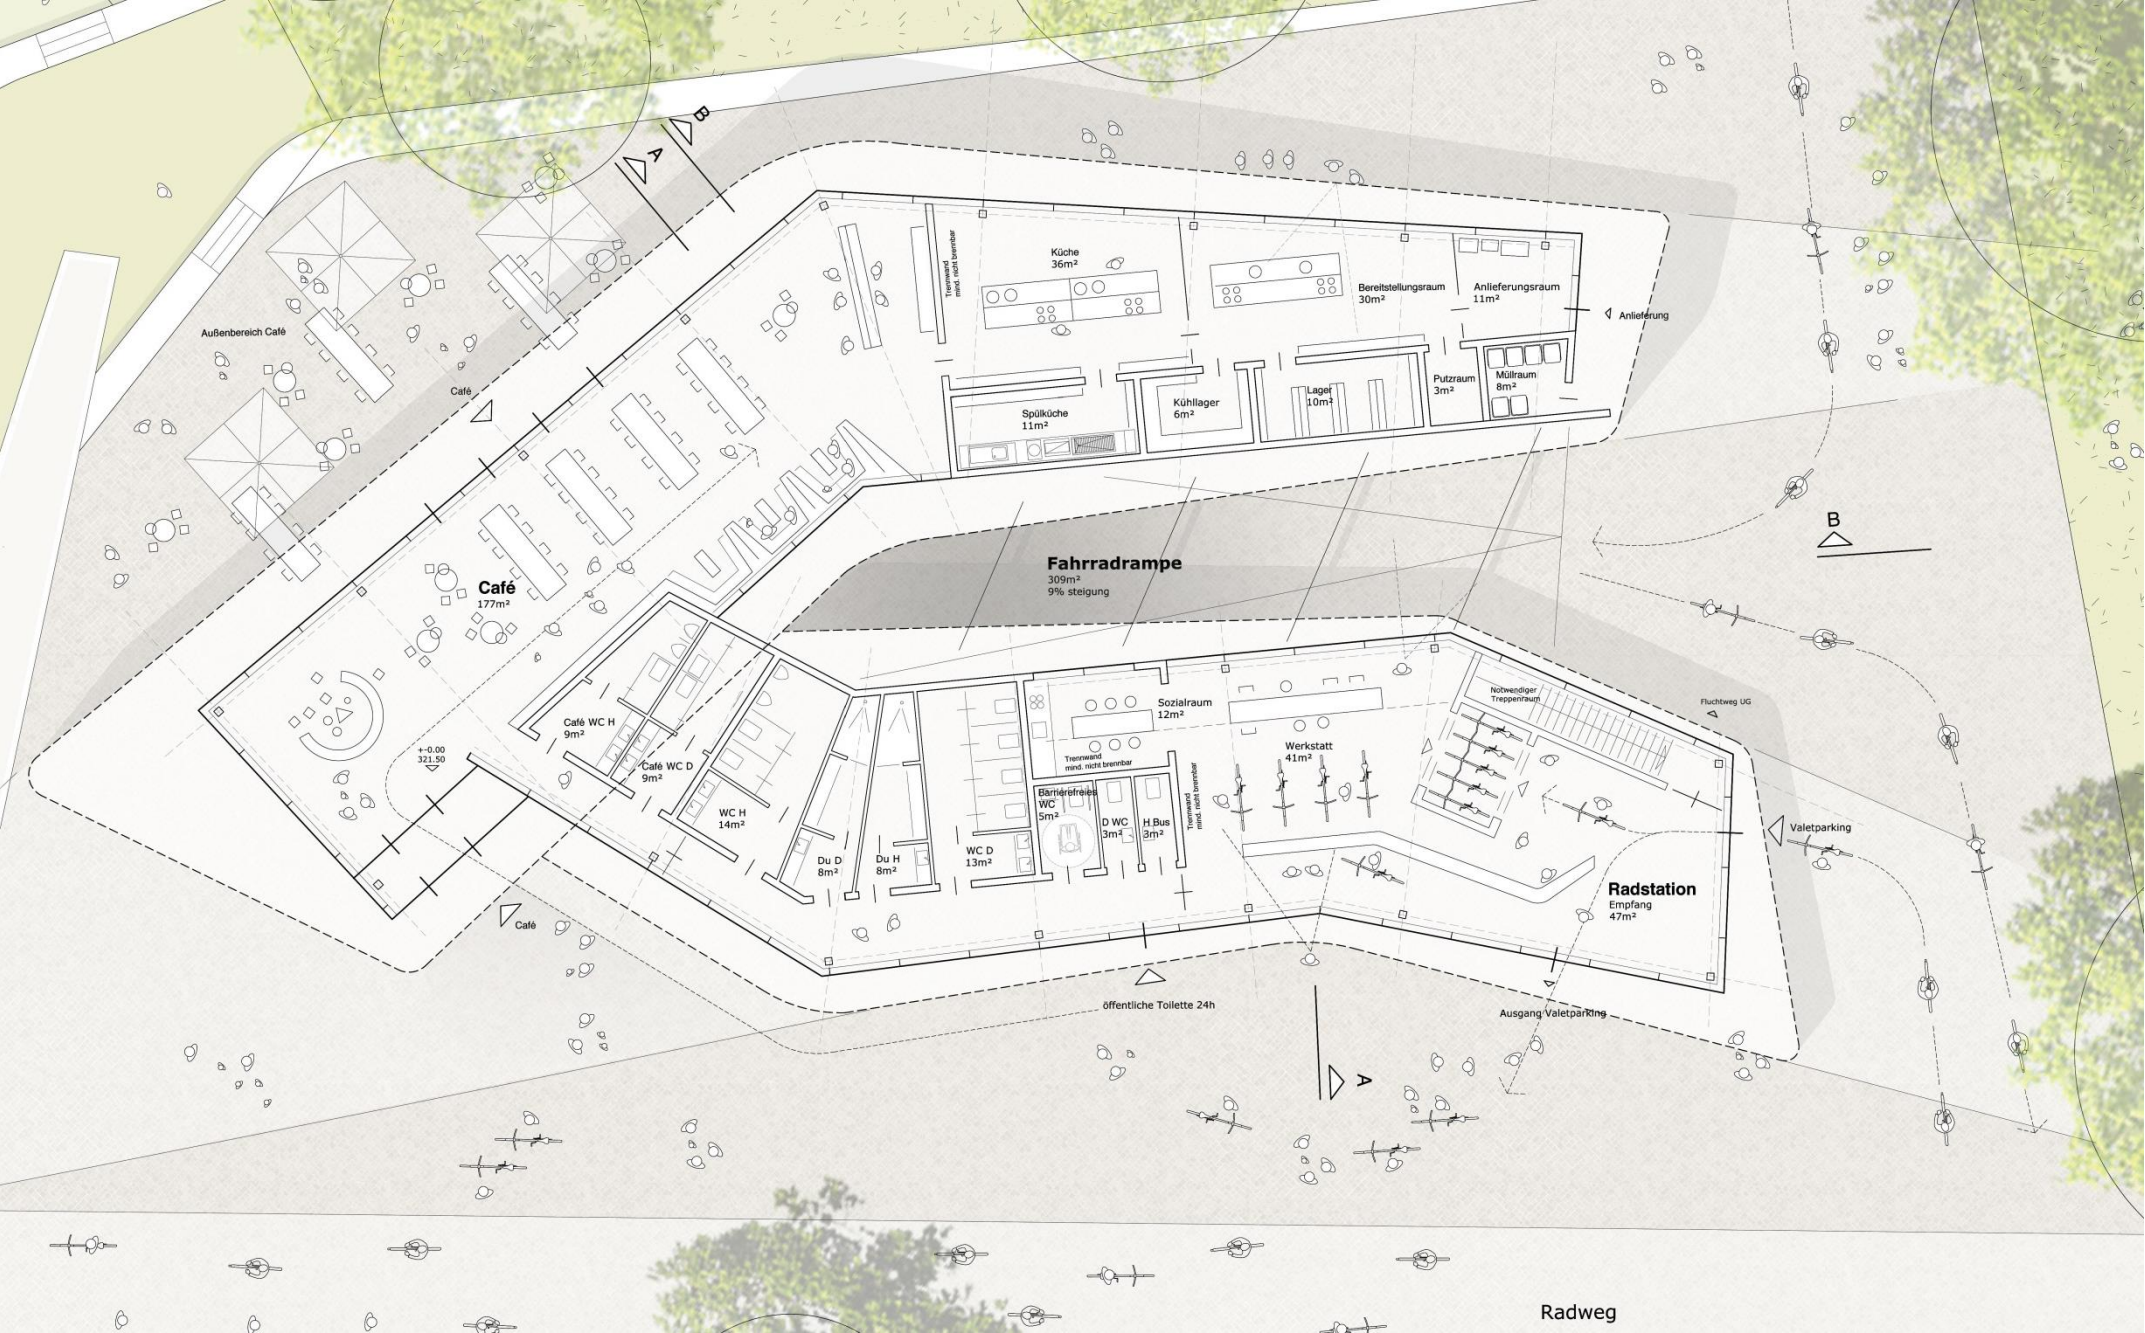 B
A
Küche
36m²
Trennwand
mind. nicht brennbar
Bereitstellungsraum
30m²
Anlieferungsraum
11m²
Anlieferung
Außenbereich Café
Café
Putzraum
3m²
Müllraum
8m²
Lager
10m²
Kühllager
6m²
Spülküche
11m²
B
Fahrradrampe
309m²
9% steigung
Café
177m²
Notwendiger
Treppenraum
Fluchtweg UG
Sozialraum
12m²
Café WC H
9m²
+-0.00
321.50
Werkstatt
41m²
Trennwand
mind. nicht brennbar
Café WC D
9m²
Barrierefreies
WC
5m²
Trennwand
mind. nicht brennbar
WC H
14m²
D WC
3m²
H Bus
3m²
Valetparking
Du D
8m²
Du H
8m²
WC D
13m²
Radstation
Empfang
47m²
Café
öffentliche Toilette 24h
Ausgang Valetparking
A
Radweg